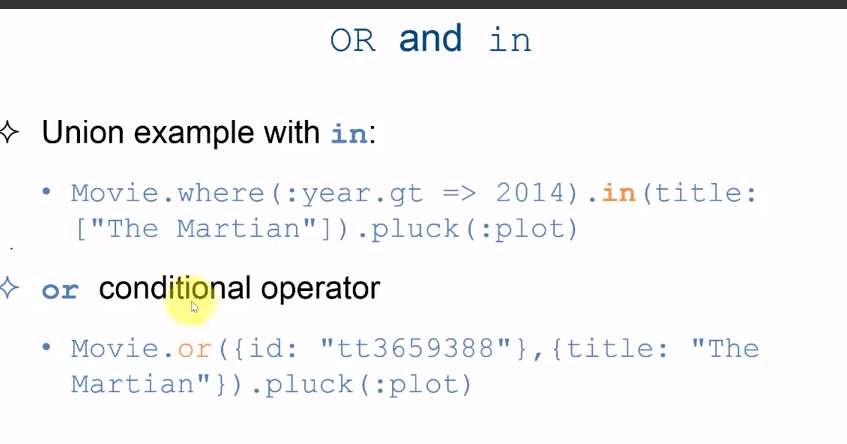 OR and in
Union example with in:
• Movie.where(:year.gt => 2014).in(title:
["The Martian"]).pluck(:plot)
or conditional operator
• Movie.or({id: "tt3659388"},{title: "The
Martian"}).pluck(:plot)